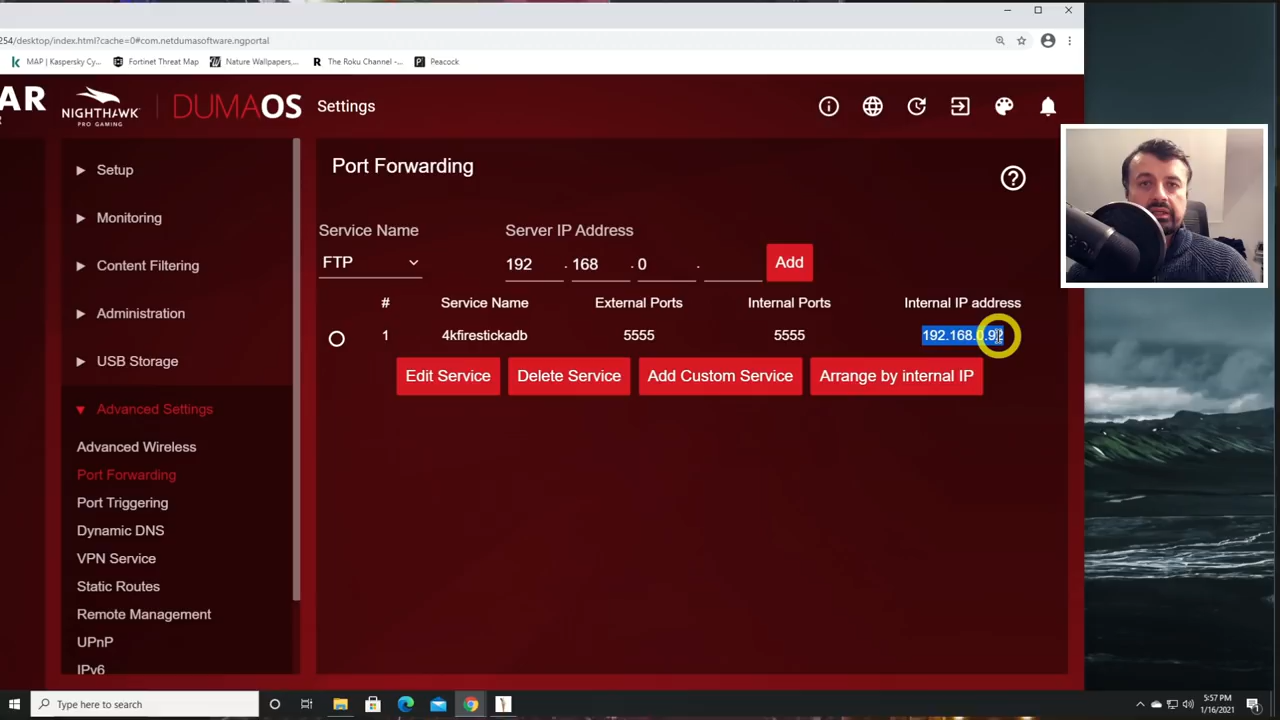 254/desktop/index.html?cache=0#com.netdumasoftware.ngportal
MAP | Kaspersky Cy...
Fortinet Threat Map
Nature Wallpapers,...
The Roku Channel -...
Peacock
AR
NIGHTHAWK
PRO GAMING
DUMAOS
Settings
Setup
Monitoring
Content Filtering
Administration
USB Storage
Advanced Settings
Advanced Wireless
Port Forwarding
Port Triggering
Dynamic DNS
VPN Service
Static Routes
Remote Management
UPnP
IPv6
Port Forwarding
Service Name Server IP Address
FTP 192 . 168 . 0 . Add
# Service Name External Ports Internal Ports Internal IP address
1 4kfirestickadb 5555 5555 192.168.0.92
Edit Service Delete Service Add Custom Service Arrange by internal IP
Type here to search
5:57 PM
1/16/2021